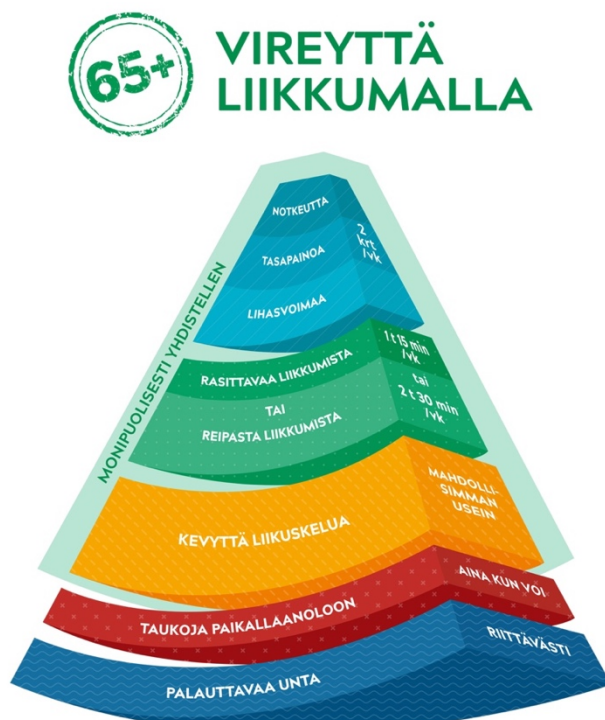 65+
VIREYTTÄ
LIIKKUMALLA
MONIPUOLISESTI YHDISTELLEN
NOTKEUTTA
TASAPAINOA
LIHASVOIMAA
2
krt
/vk
RASITTAVAA LIIKKUMISTA
1 t 15 min
/vk
TAI
REIPASTA LIIKKUMISTA
tai
2 t 30 min
/vk
KEVYTTÄ LIIKUSKELUA
MAHDOLLI-
SIMMAN
USEIN
TAUKOJA PAIKALLAANOLOON
AINA KUN VOI
PALAUTTAVAA UNTA
RIITTÄVÄSTI